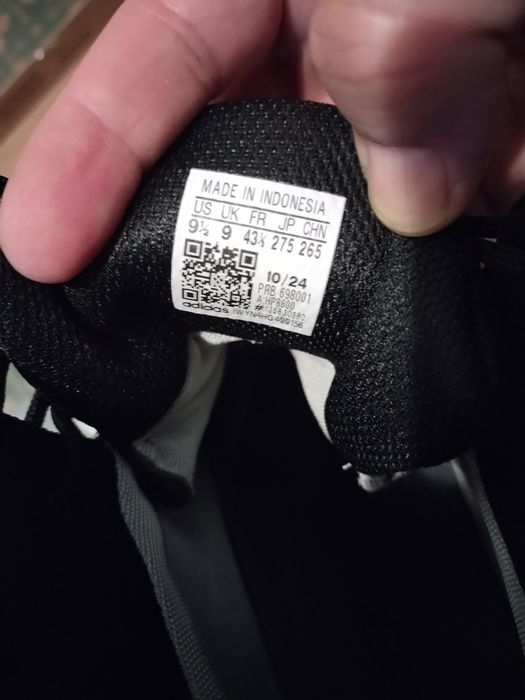 MADE IN INDONESIA
US UK FR JP CHN
9½ 9 43⅓ 275 265
10/24
PRB 698001
A:HP8600
adidas